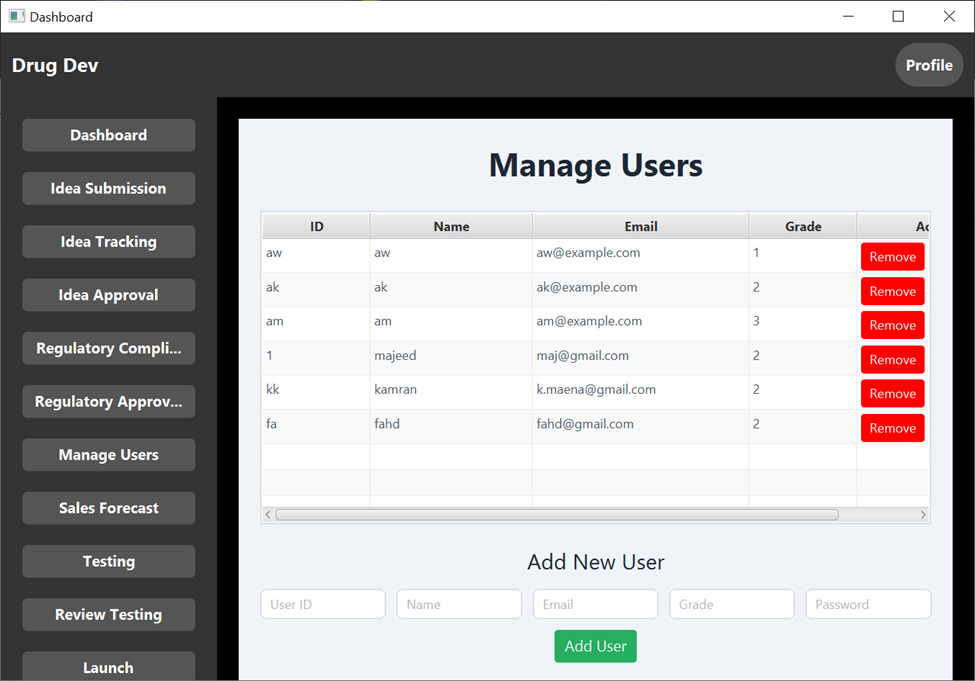 Dashboard
Drug Dev
Profile
Dashboard
Idea Submission
Idea Tracking
Idea Approval
Regulatory Compli...
Regulatory Approv...
Manage Users
Sales Forecast
Testing
Review Testing
Launch
Manage Users
ID Name Email Grade Ac
aw aw aw@example.com 1 Remove
ak ak ak@example.com 2 Remove
am am am@example.com 3 Remove
1 majeed maj@gmail.com 2 Remove
kk kamran k.maena@gmail.com 2 Remove
fa fahd fahd@gmail.com 2 Remove
Add New User
User ID Name Email Grade Password
Add User